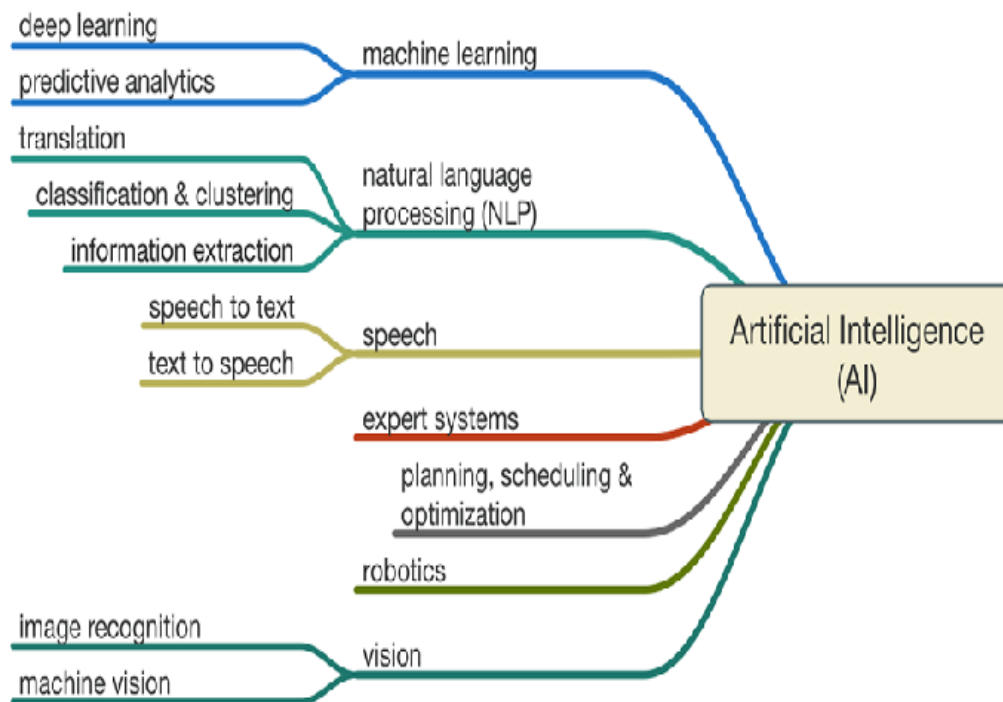 deep learning
predictive analytics
machine learning
translation
classification & clustering
information extraction
natural language
processing (NLP)
speech to text
text to speech
speech
expert systems
planning, scheduling &
optimization
robotics
image recognition
machine vision
vision
Artificial Intelligence
(AI)